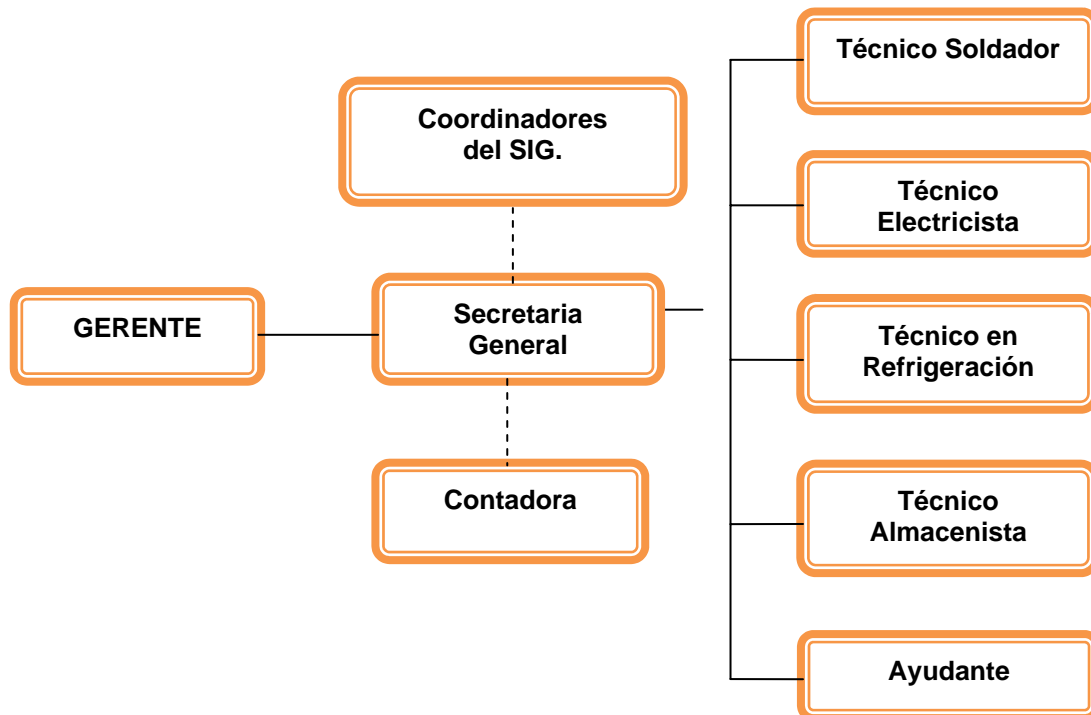 GERENTE
Coordinadores
del SIG.
Secretaria
General
Contadora
Técnico Soldador
Técnico
Electricista
Técnico en
Refrigeración
Técnico
Almacenista
Ayudante